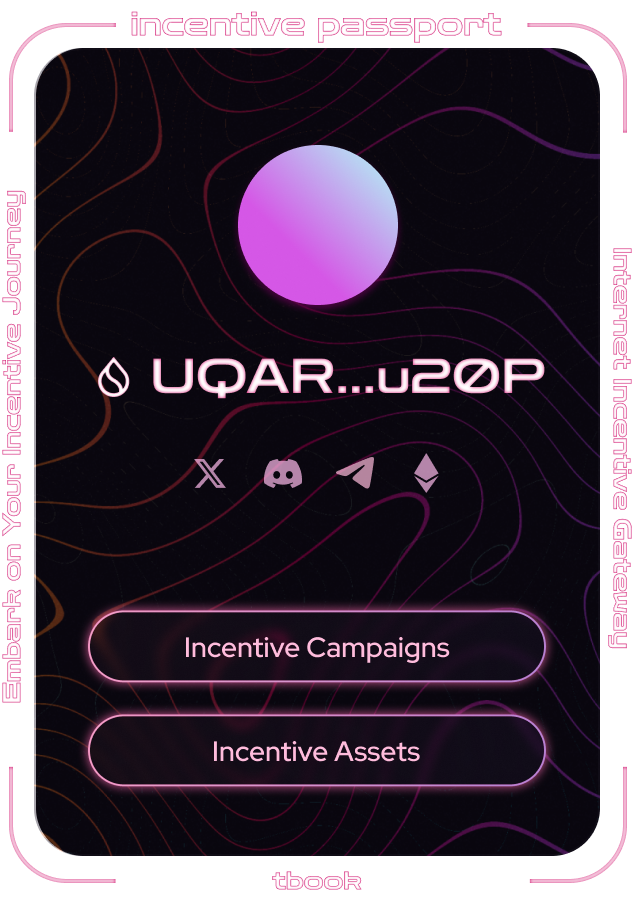 incentive passport
Embark on Your Incentive Journey
Internet Incentive Gateway
UQAR...u20P
Incentive Campaigns
Incentive Assets
tbook